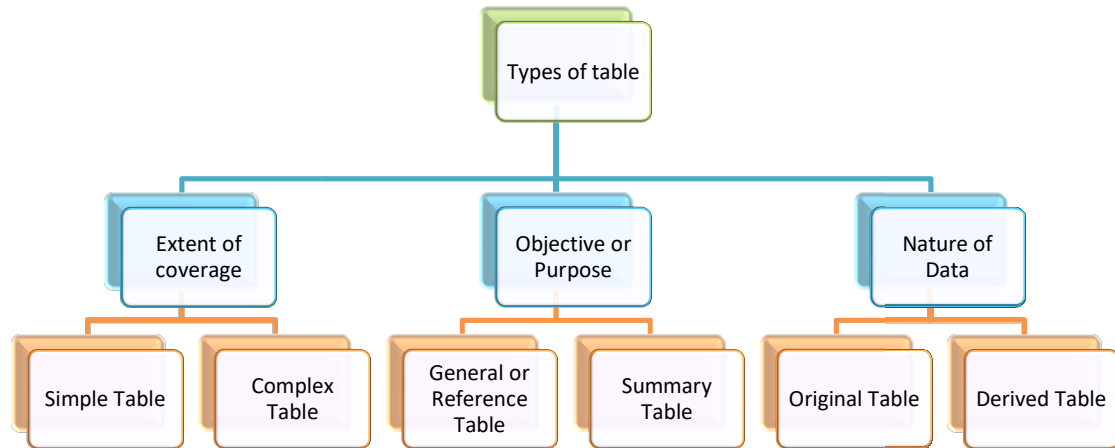 Types of table
Extent of
coverage
Objective or
Purpose
Nature of
Data
Simple Table
Complex
Table
General or
Reference
Table
Summary
Table
Original Table
Derived Table